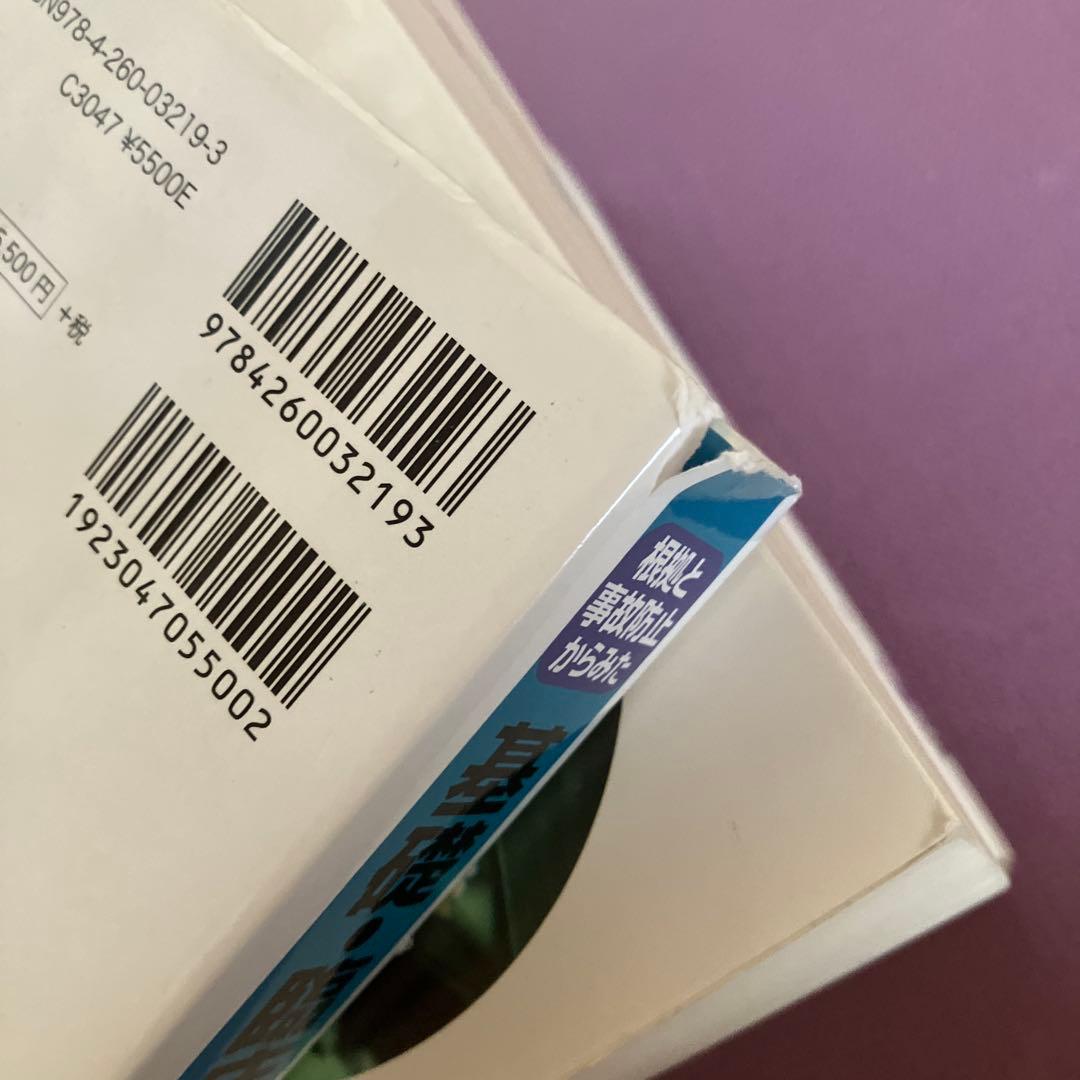 N978-4-260-03219-3
C3047 ¥5500E
5,500円 +税
9784260032193
1923047055002
根拠と
事故防止
からみた
基礎・臨